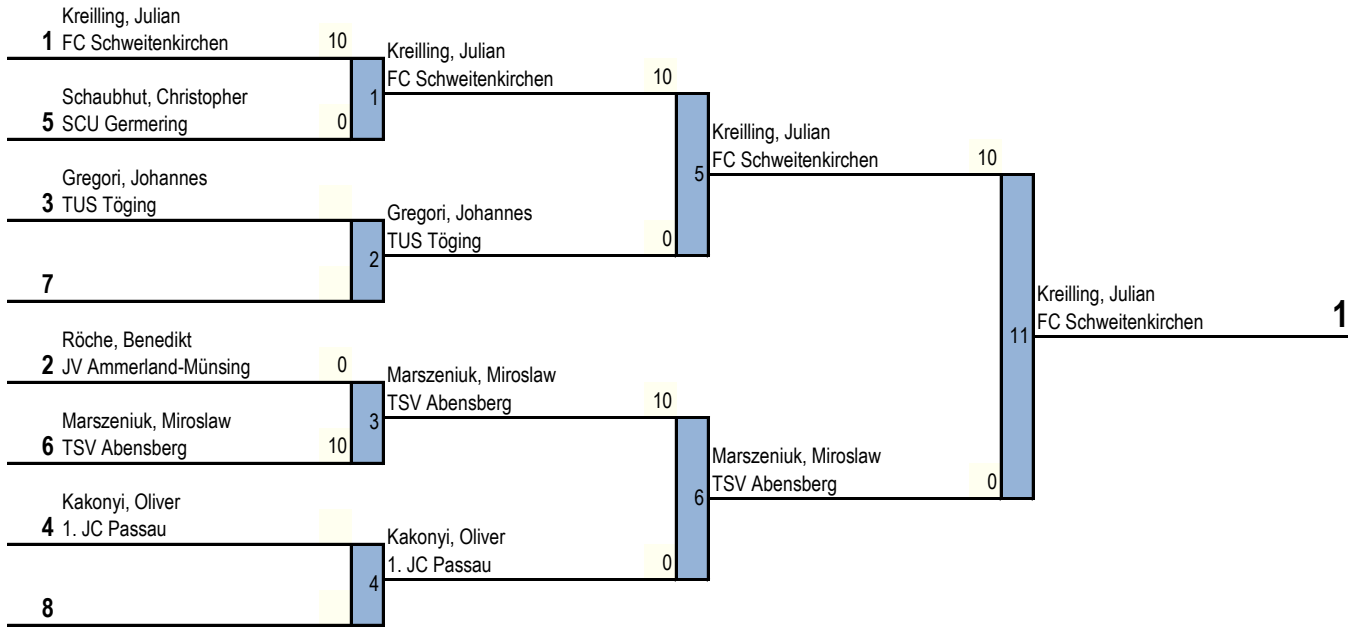 Kreilling, Julian
1 FC Schweitenkirchen 10
Schaubhut, Christopher
5 SCU Germering 0
1
Gregori, Johannes
3 TUS Töging
7
2
Röche, Benedikt
2 JV Ammerland-Münsing 0
Marszeniuk, Miroslaw
6 TSV Abensberg 10
3
Kakonyi, Oliver
4 1. JC Passau
8
4
Kreilling, Julian
FC Schweitenkirchen 10
Gregori, Johannes
TUS Töging 0
5
Marszeniuk, Miroslaw
TSV Abensberg 10
Kakonyi, Oliver
1. JC Passau 0
6
Kreilling, Julian
FC Schweitenkirchen 10
Marszeniuk, Miroslaw
TSV Abensberg 0
11
Kreilling, Julian
FC Schweitenkirchen 1